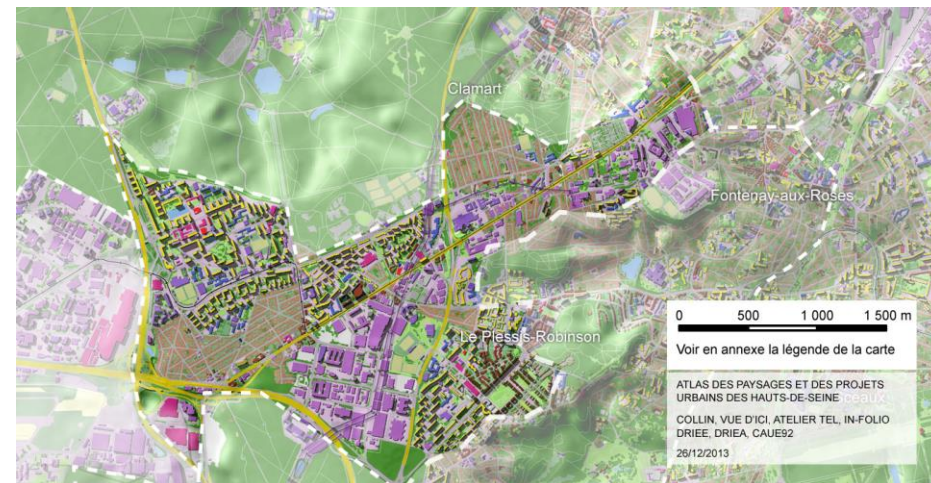 Clamart
Fontenay-aux-Roses
Le Plessis-Robinson
0 500 1 000 1 500 m
Voir en annexe la légende de la carte
ATLAS DES PAYSAGES ET DES PROJETS
URBAINS DES HAUTS-DE-SEINE
COLLIN, VUE D'ICI, ATELIER TEL, IN-FOLIO
DRIEE, DRIEA, CAUE92
26/12/2013